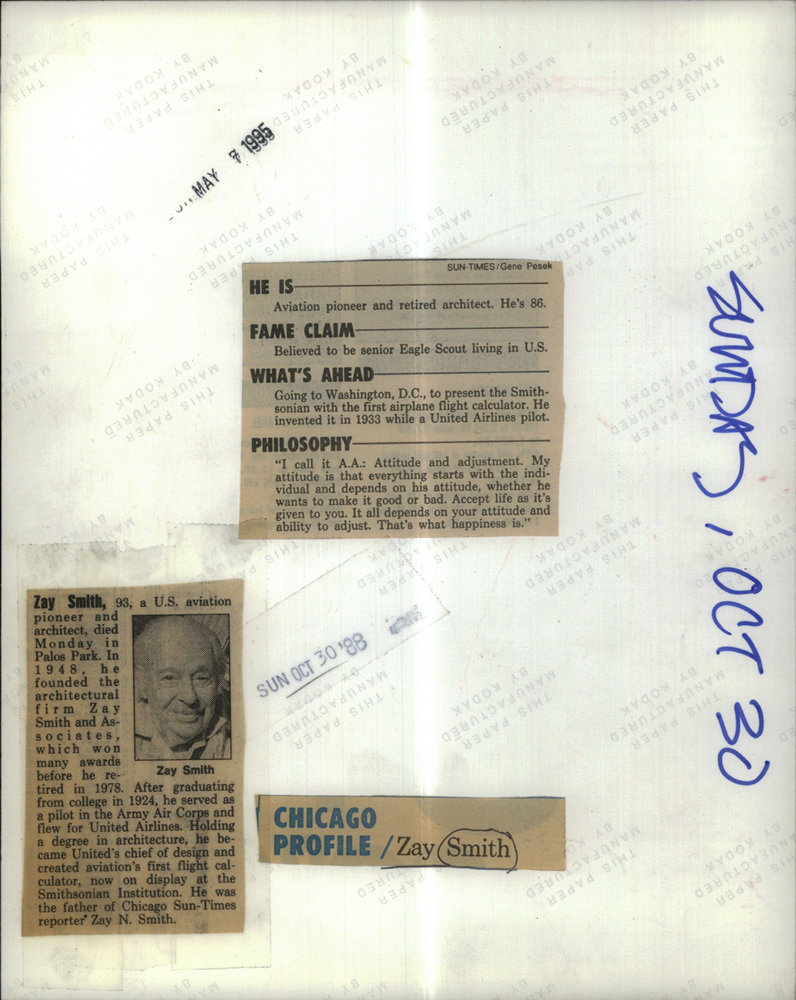 MAY 7 1995
SUN-TIMES/Gene Pesek
HE IS
Aviation pioneer and retired architect. He's 86.
FAME CLAIM
Believed to be senior Eagle Scout living in U.S.
WHAT'S AHEAD
Going to Washington, D.C., to present the Smith-
sonian with the first airplane flight calculator. He
invented it in 1933 while a United Airlines pilot.
PHILOSOPHY
“I call it A.A.: Attitude and adjustment. My
attitude is that everything starts with the indi-
vidual and depends on his attitude, whether he
wants to make it good or bad. Accept life as it's
given to you. It all depends on your attitude and
ability to adjust. That's what happiness is.”
SUNDAY, OCT 30
Zay Smith, 93, a U.S. aviation
pioneer and
architect, died
Monday in
Palos Park. In
1948, he
founded the
architectural
firm Zay
Smith and As-
sociates,
which won
many awards
before he re-
tired in 1978. After graduating
from college in 1924, he served as
a pilot in the Army Air Corps and
flew for United Airlines. Holding
a degree in architecture, he be-
came United's chief of design and
created aviation's first flight cal-
culator, now on display at the
Smithsonian Institution. He was
the father of Chicago Sun-Times
reporter Zay N. Smith.
Zay Smith
SUN OCT 30 '88
CHICAGO
PROFILE / Zay Smith
THIS PAPER
MANUFACTURED
BY KODAK